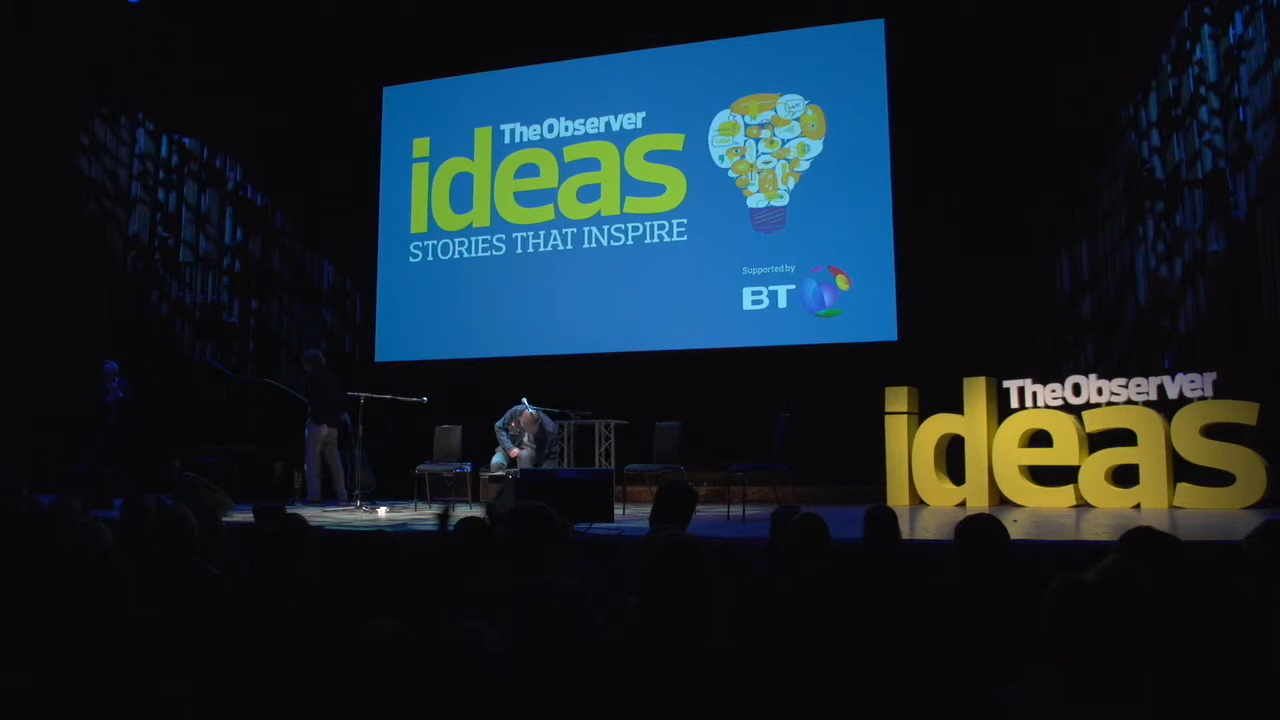 TheObserver
ideas
STORIES THAT INSPIRE
Supported by
BT
TheObserver
ideas